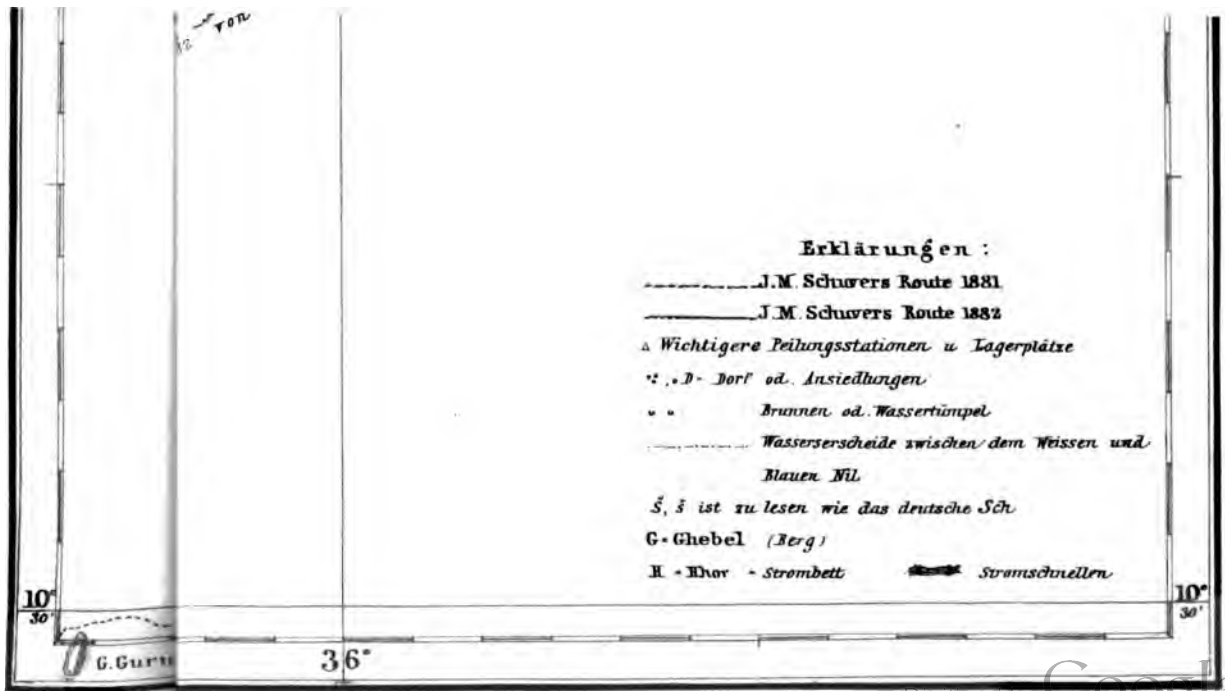 12 von
Erklärungen :
J.M. Schuvers Route 1881
J.M. Schuvers Route 1882
Wichtigere Peilungsstationen u Lagerplätze
D - Dorf od. Ansiedlungen
Brunnen od. Wassertümpel
Wasserscheide zwischen dem Weissen und
Blauen Nil
Š, š ist zu lesen wie das deutsche Sch
G - Ghebel (Berg)
K - Khor - Strombett Stromschnellen
10° 10°
30' 30'
G. Guru
36°